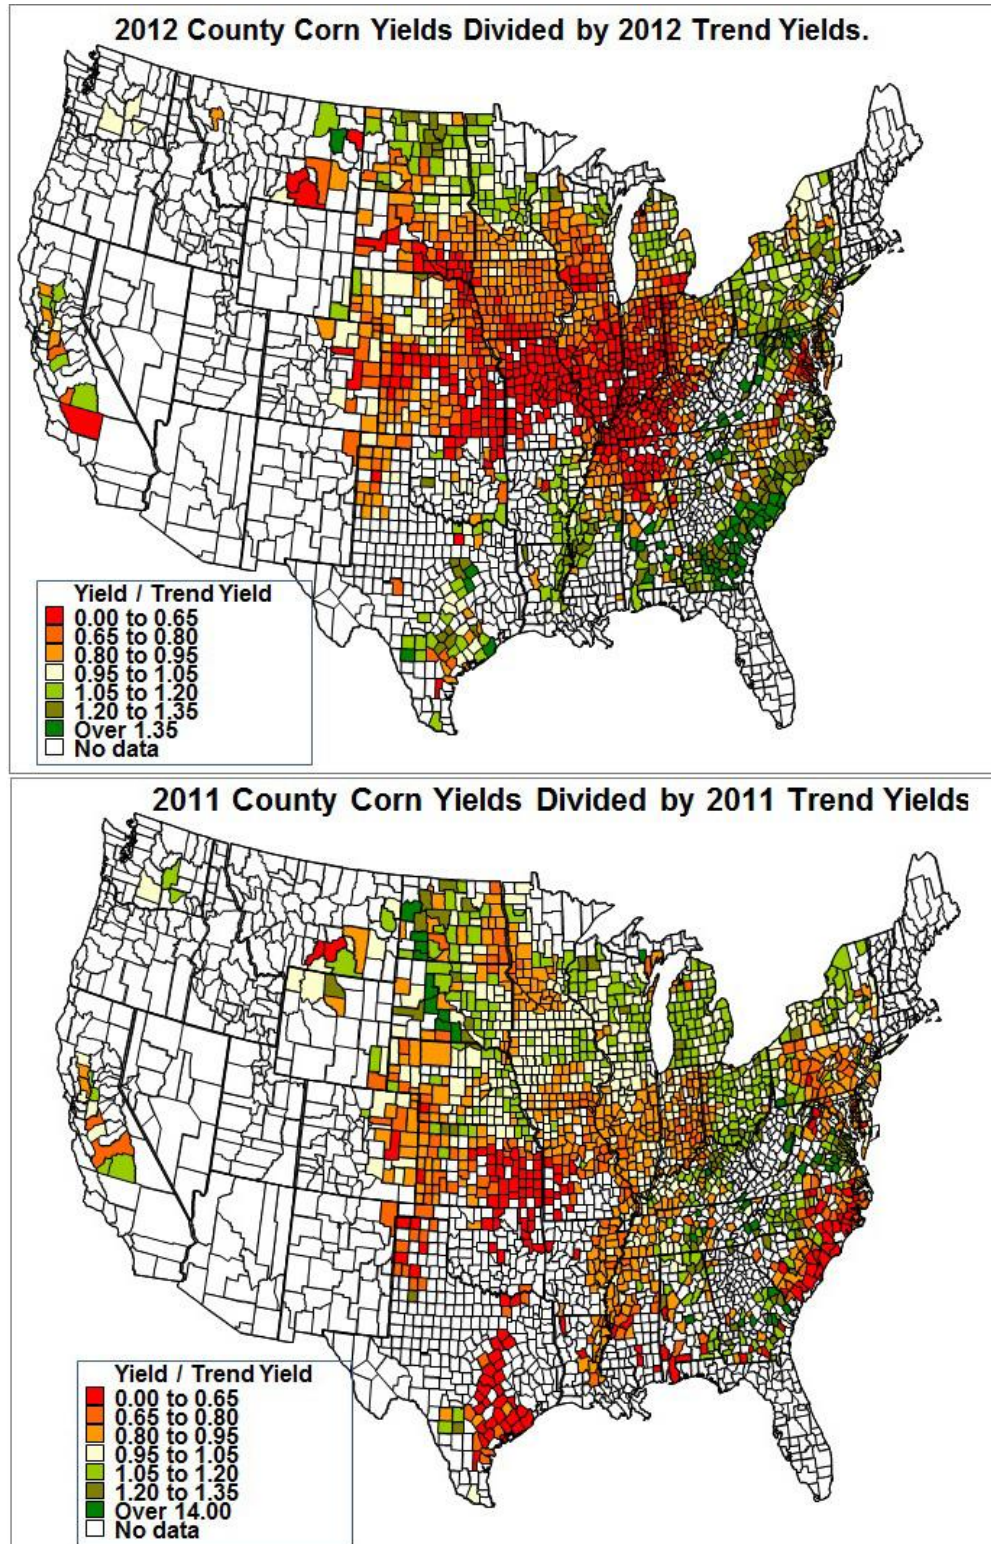 2012 County Corn Yields Divided by 2012 Trend Yields.
Yield / Trend Yield
0.00 to 0.65
0.65 to 0.80
0.80 to 0.95
0.95 to 1.05
1.05 to 1.20
1.20 to 1.35
Over 1.35
No data
2011 County Corn Yields Divided by 2011 Trend Yields
Yield / Trend Yield
0.00 to 0.65
0.65 to 0.80
0.80 to 0.95
0.95 to 1.05
1.05 to 1.20
1.20 to 1.35
Over 14.00
No data